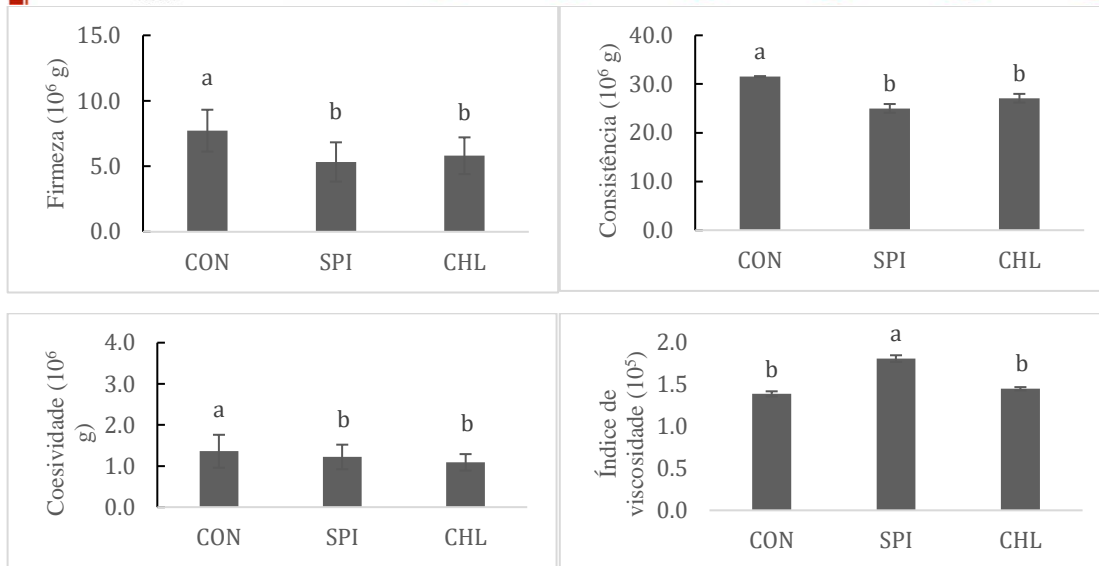 15.0
10.0
5.0
0.0
Firmeza (10⁶ g)
a
b
b
CON
SPI
CHL
40.0
30.0
20.0
10.0
0.0
Consistência (10⁶ g)
a
b
b
CON
SPI
CHL
4.0
3.0
2.0
1.0
0.0
Coesividade (10⁶
g)
a
b
b
CON
SPI
CHL
2.0
1.5
1.0
0.5
0.0
Índice de
viscosidade (10⁵)
b
a
b
CON
SPI
CHL